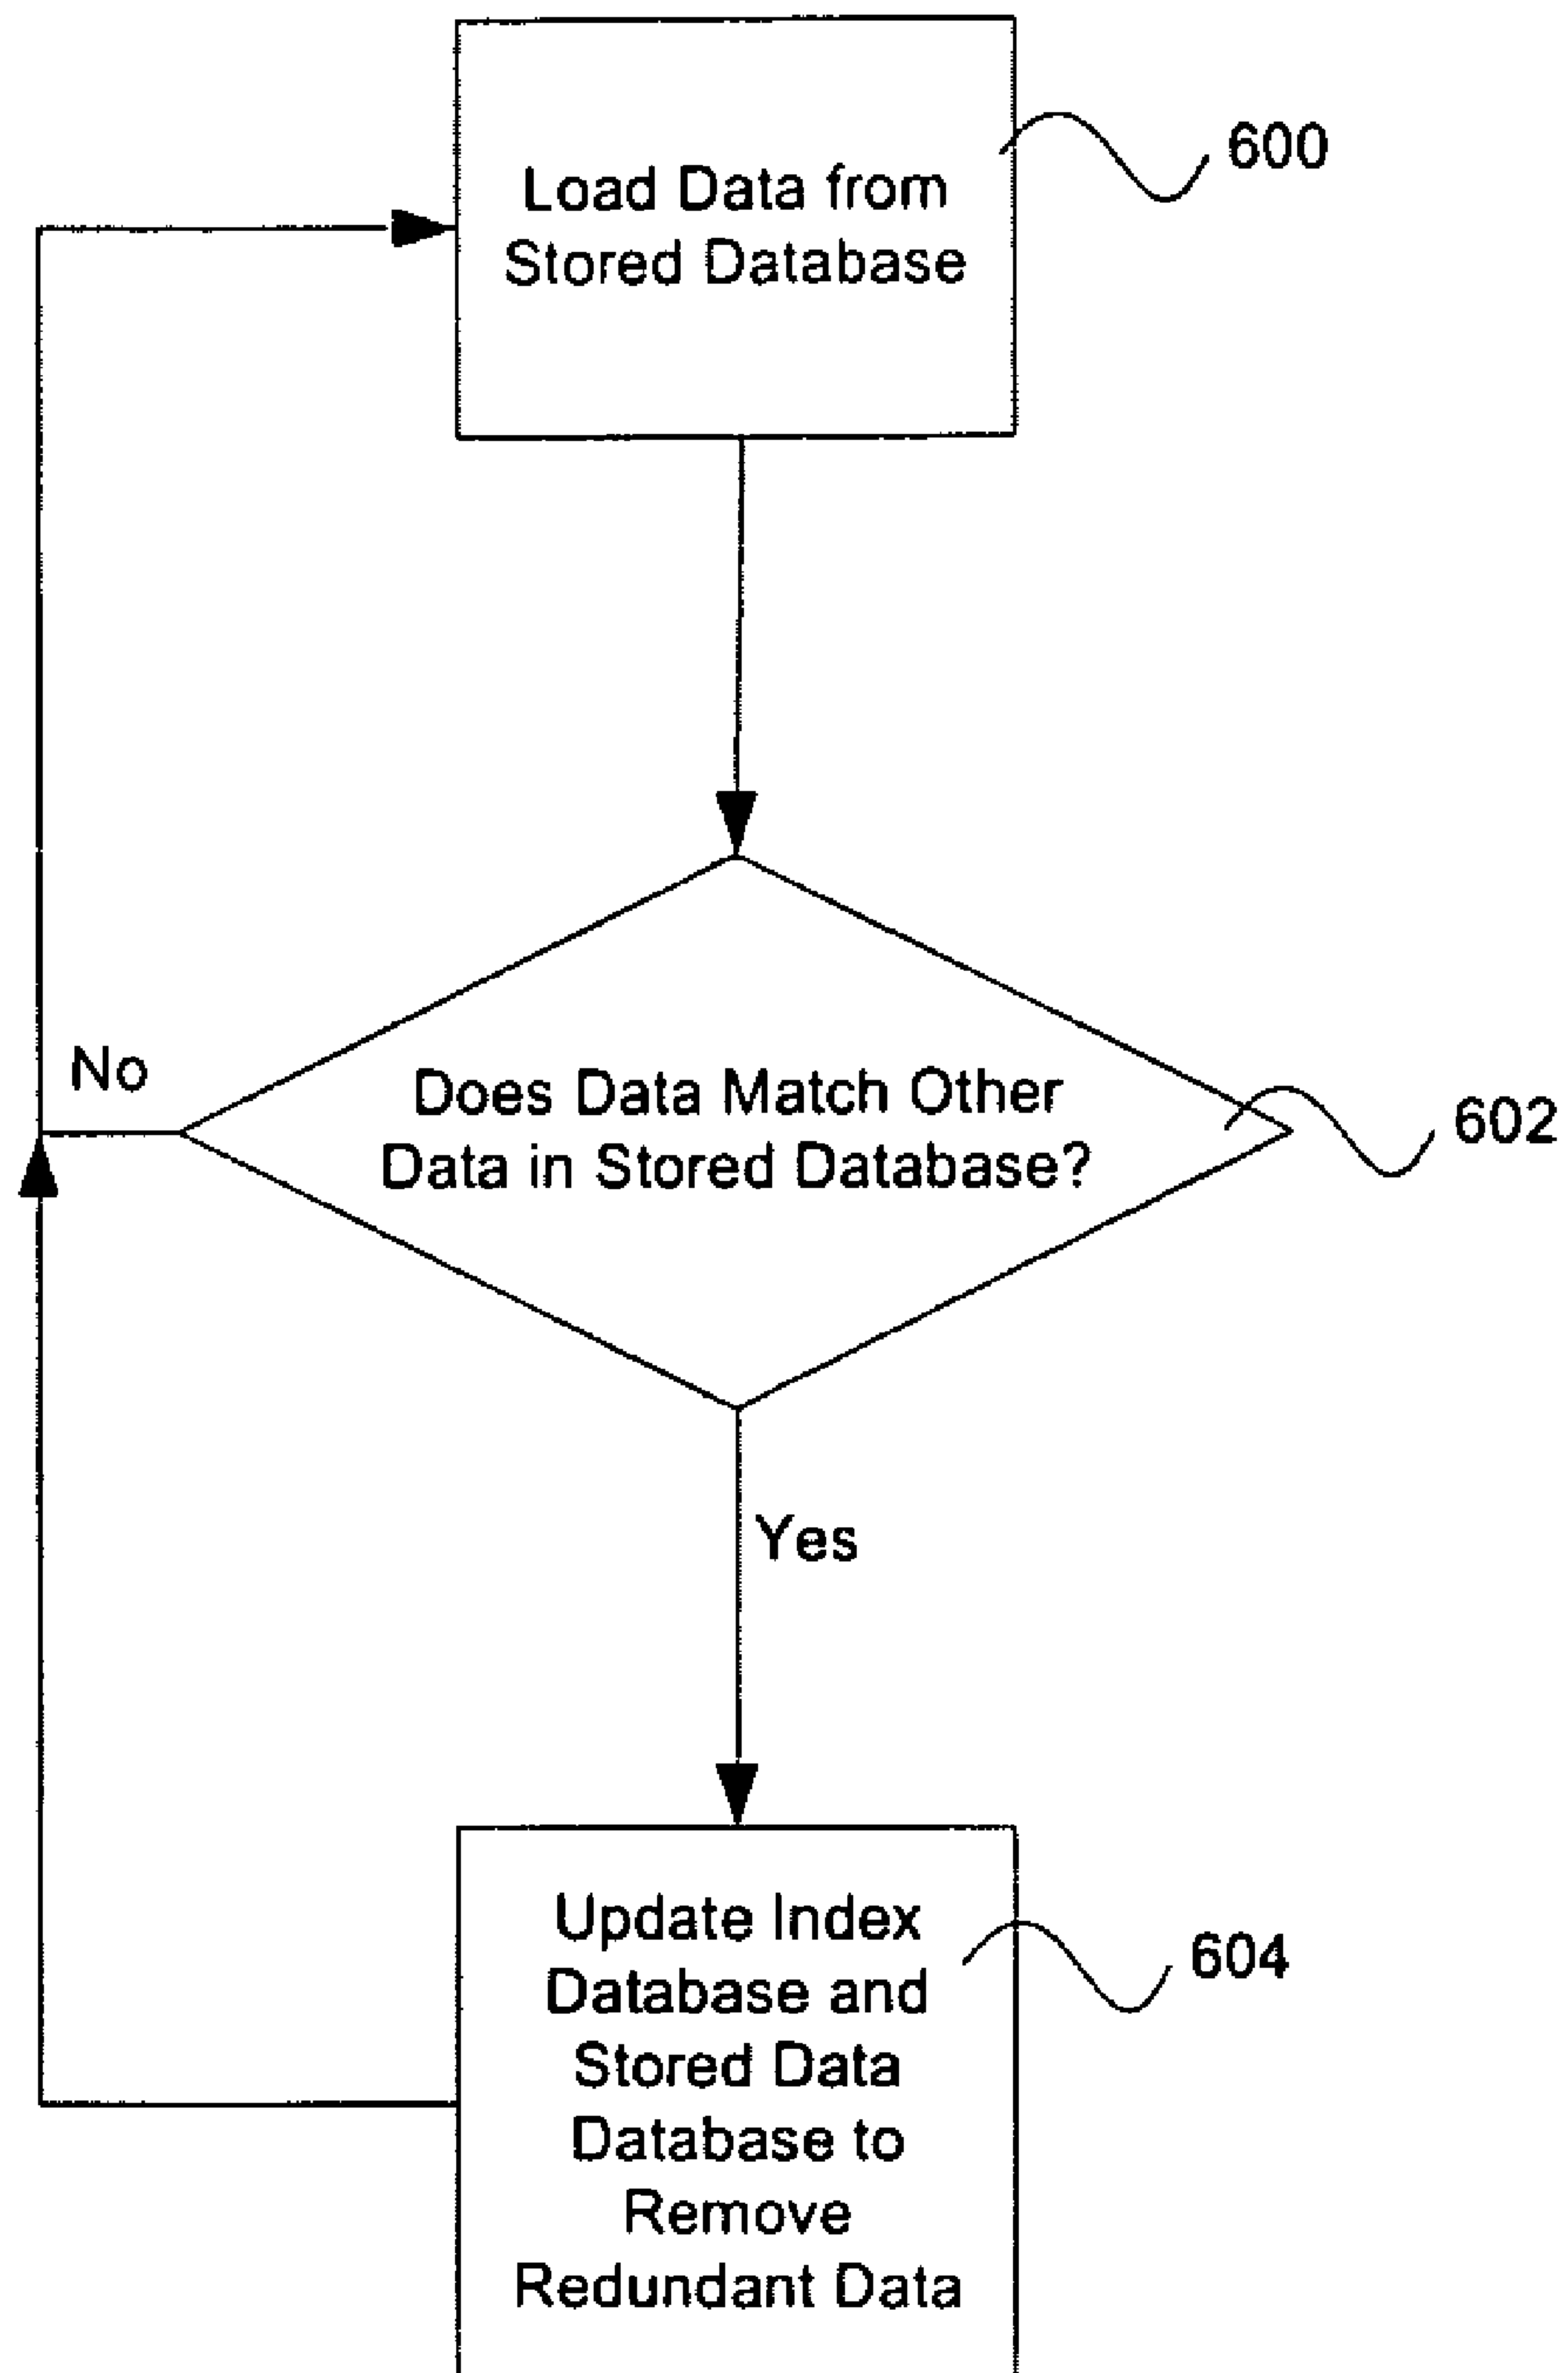 Load Data from
Stored Database
600
No
Does Data Match Other
Data in Stored Database?
602
Yes
Update Index
Database and
Stored Data
Database to
Remove
Redundant Data
604